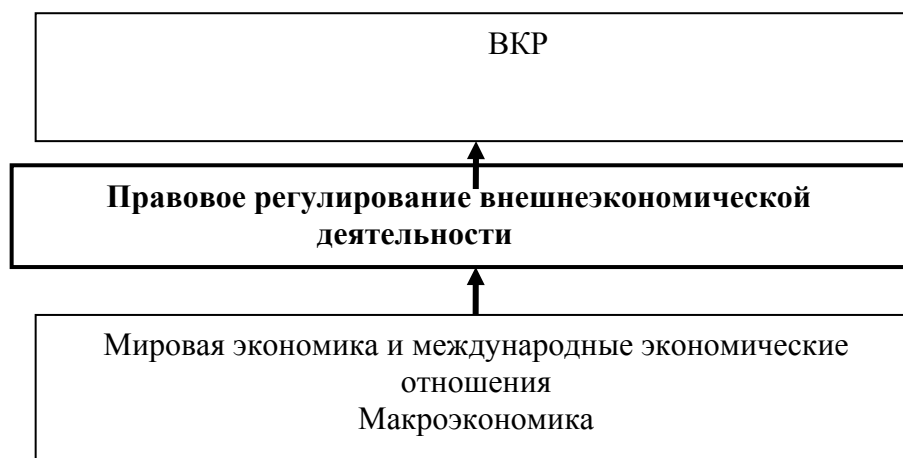 ВКР
Правовое регулирование внешнеэкономической
деятельности
Мировая экономика и международные экономические
отношения
Макроэкономика